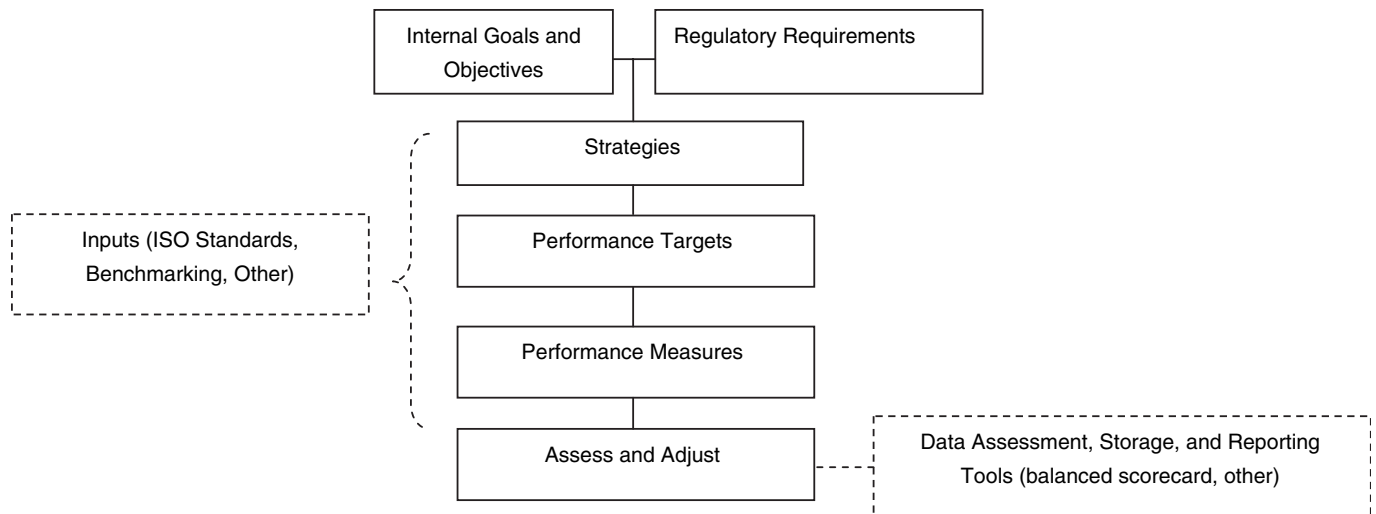 Internal Goals and
Objectives
Regulatory Requirements
Strategies
Inputs (ISO Standards,
Benchmarking, Other)
Performance Targets
Performance Measures
Assess and Adjust
Data Assessment, Storage, and Reporting
Tools (balanced scorecard, other)